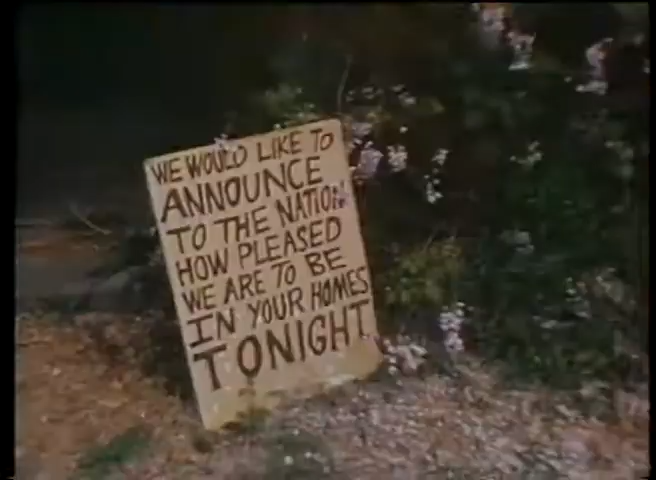 WE WOULD LIKE TO
ANNOUNCE
TO THE NATION
HOW PLEASED
WE ARE TO BE
IN YOUR HOMES
TONIGHT